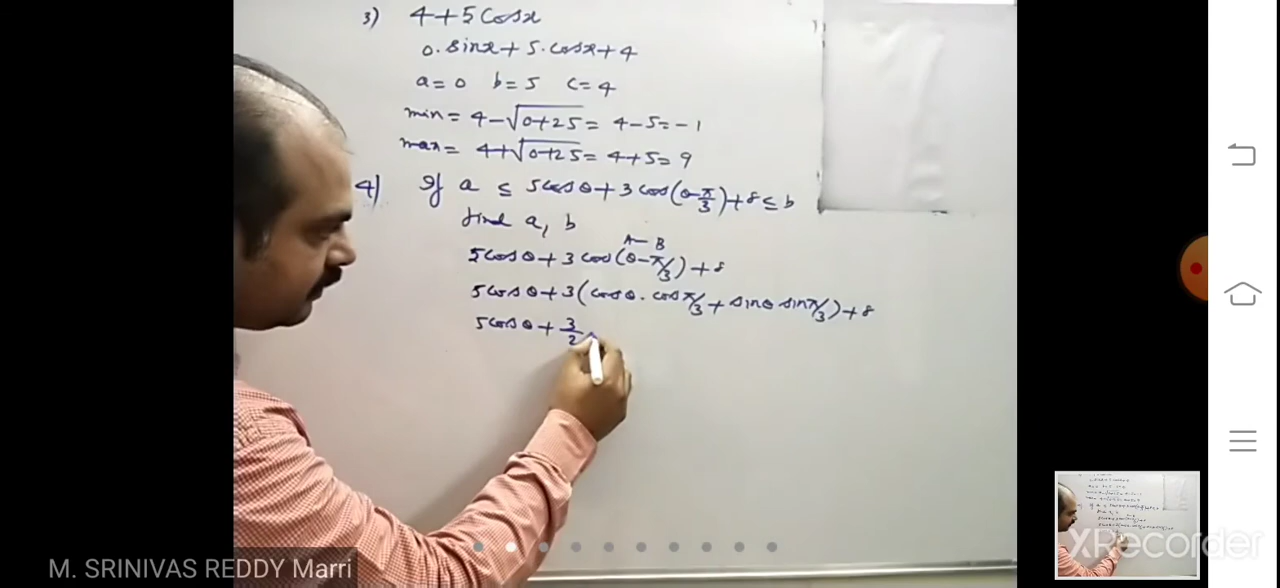 3) 4+5 Cosx
0. sinx + 5. cosx + 4
a = 0 b = 5 c = 4
min = 4 - √0+25 = 4 - 5 = -1
max = 4 + √0+25 = 4 + 5 = 9
4) If a ≤ 5cosθ + 3 cos(θ - π/3) + 8 ≤ b
find a, b
A - B
5cosθ + 3 cos(θ - π/3) + 8
5cosθ + 3(cosθ . cos π/3 + sinθ sin π/3) + 8
5cosθ + 3/2
M. SRINIVAS REDDY Marri
XRecorder